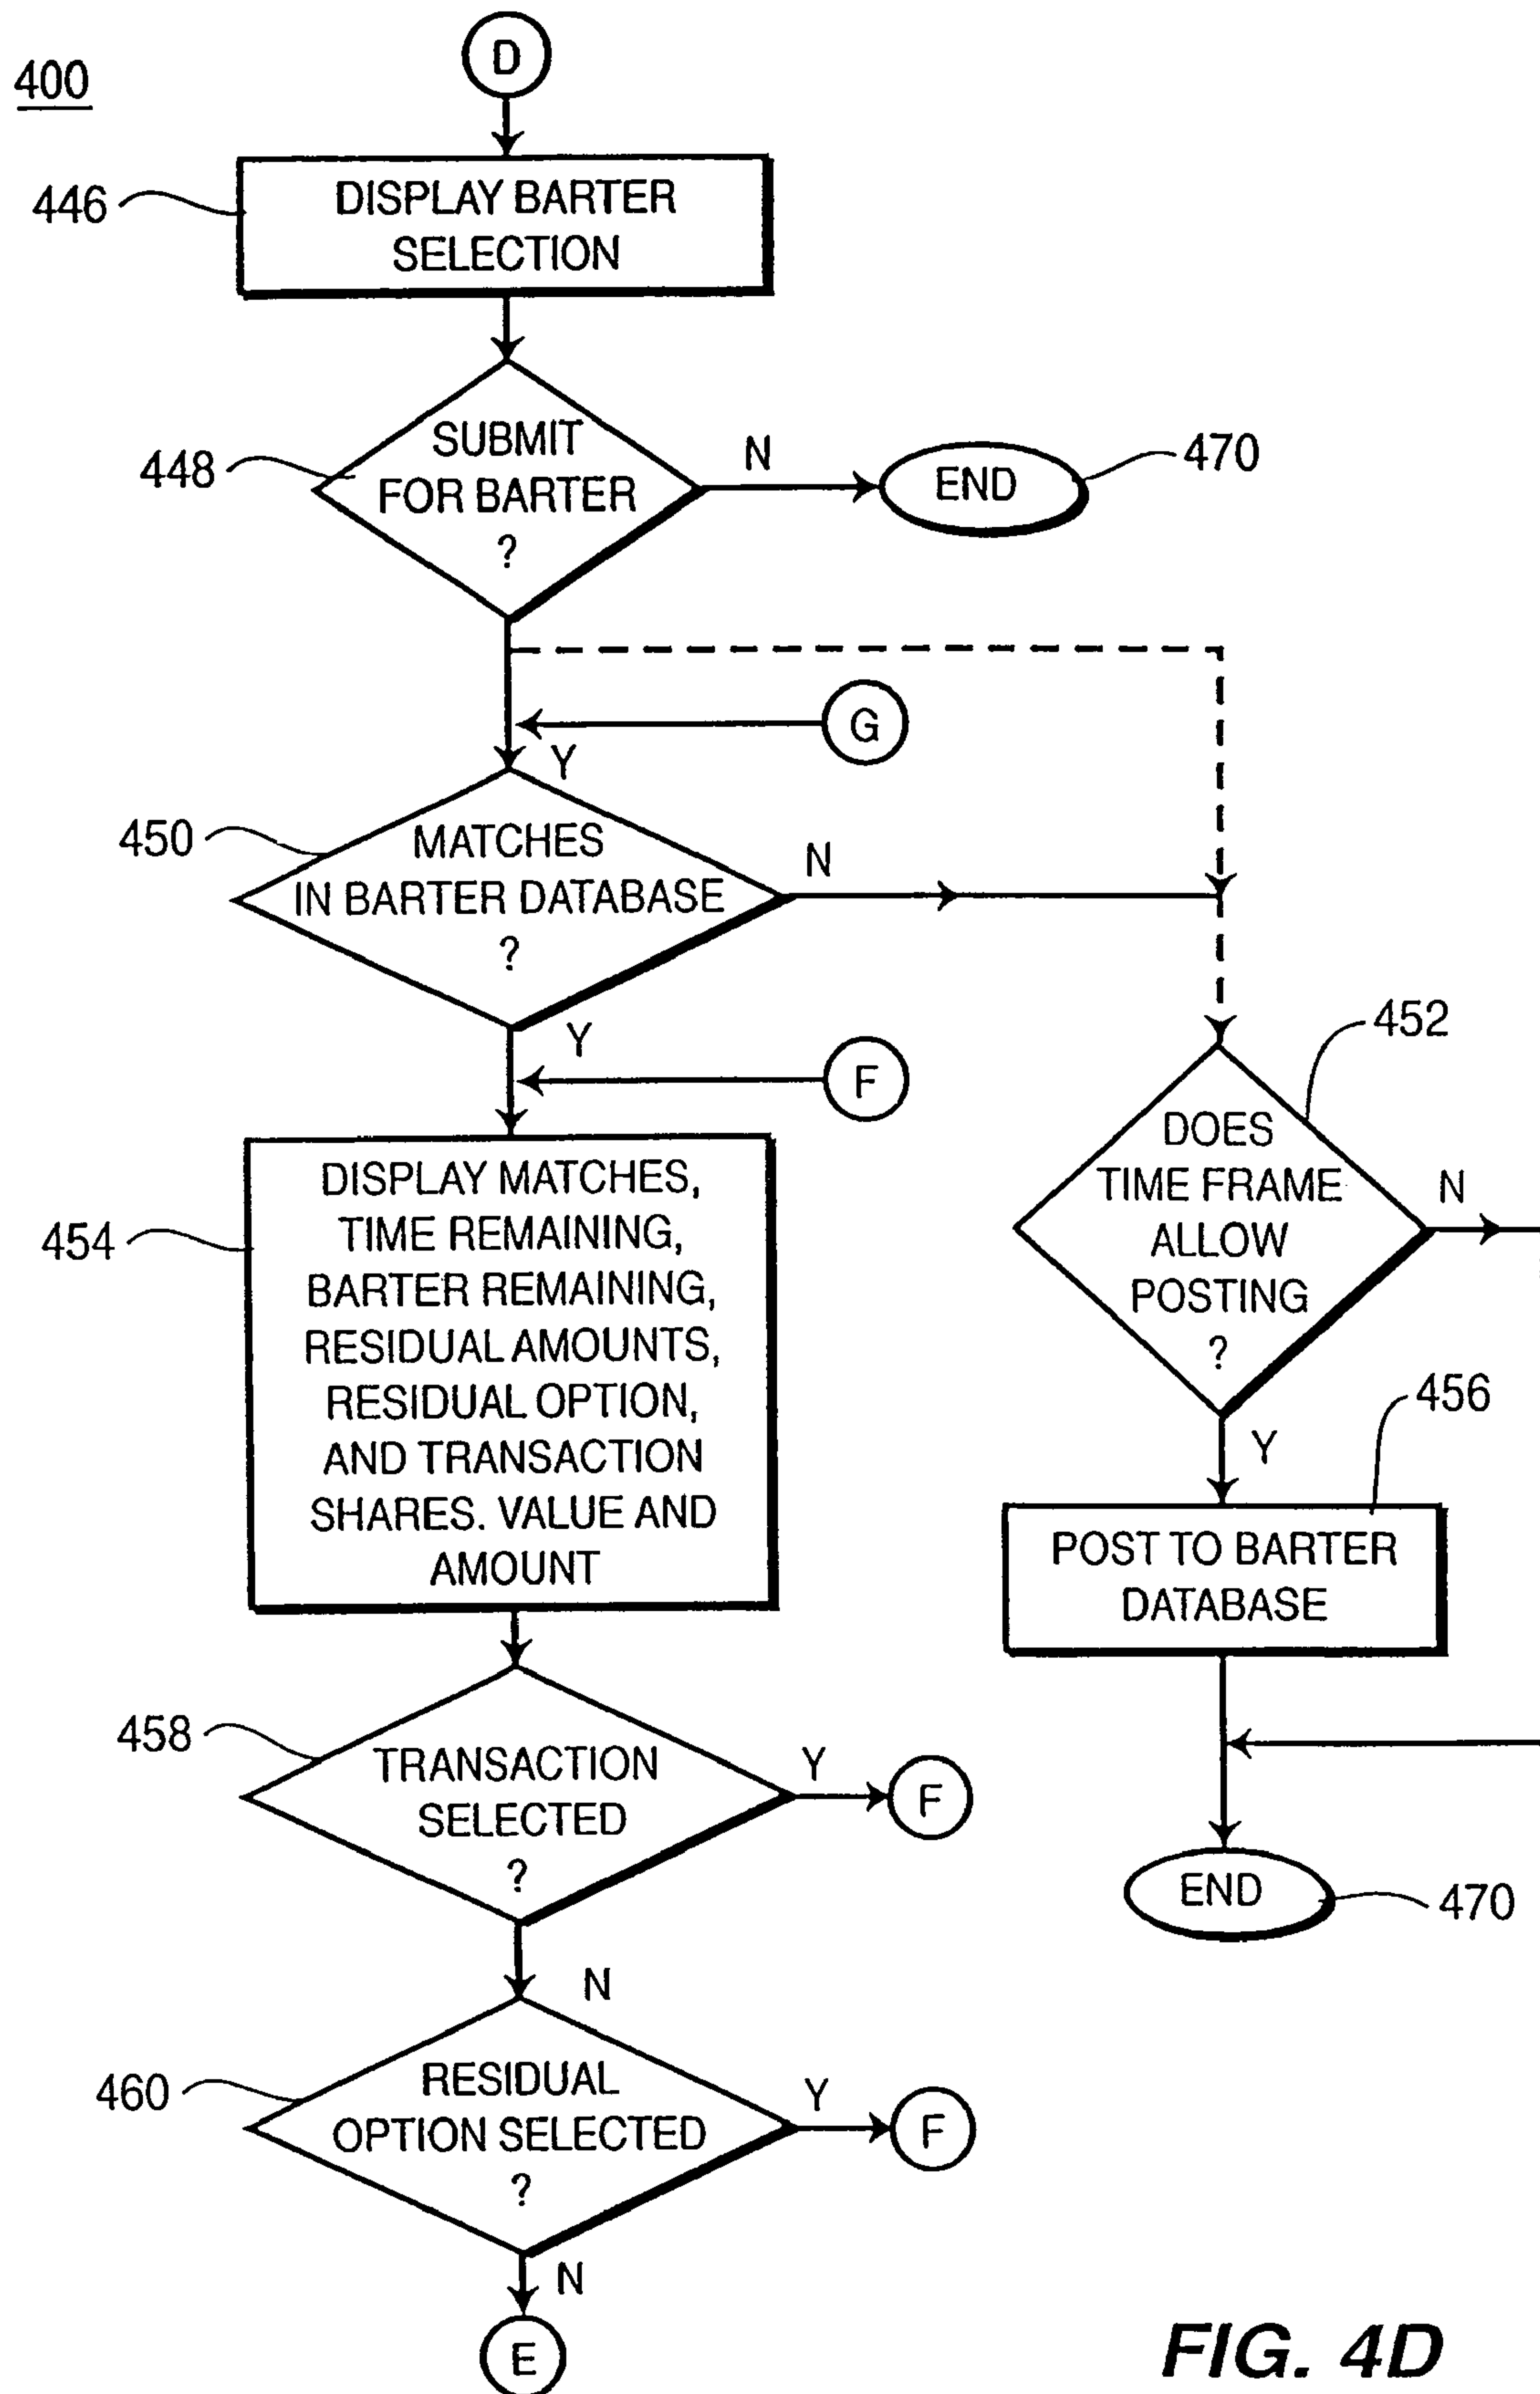 D
400
446
DISPLAY BARTER
SELECTION
448
SUBMIT
FOR BARTER
?
N
END
470
G
Y
450
MATCHES
IN BARTER DATABASE
?
N
Y
F
452
DOES
TIME FRAME
ALLOW
POSTING
?
N
Y
454
DISPLAY MATCHES,
TIME REMAINING,
BARTER REMAINING,
RESIDUAL AMOUNTS,
RESIDUAL OPTION,
AND TRANSACTION
SHARES. VALUE AND
AMOUNT
456
POST TO BARTER
DATABASE
458
TRANSACTION
SELECTED
?
Y
F
END
470
N
460
RESIDUAL
OPTION SELECTED
?
Y
F
N
E
FIG. 4D